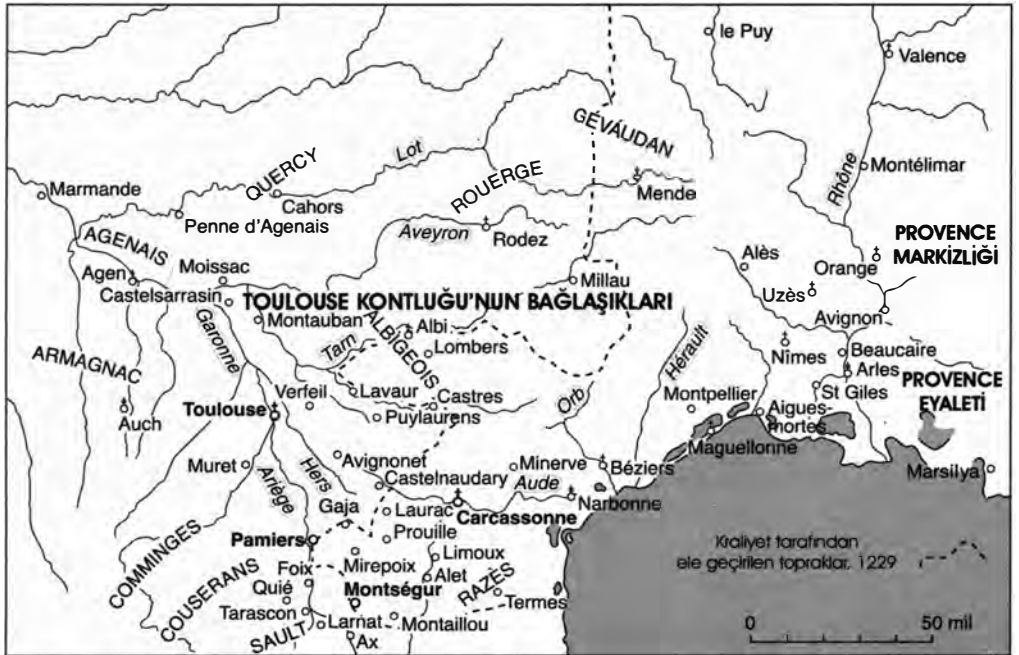 le Puy
Valence
GÉVAUDAN
QUERCY
Lot
Rhône
Montélimar
Marmande
Cahors
ROUERGE
Mende
Penne d'Agenais
Aveyron
Rodez
PROVENCE
MARKİZLİĞİ
AGENAIS
Agen
Moissac
Millau
Alès
Orange
Castelsarrasin
TOULOUSE KONTLUĞU'NUN BAĞLAŞIKLARI
Uzès
Montauban
ALBIGEOIS
Albi
Avignon
Garonne
Tarn
Lombers
Hérault
Nîmes
Beaucaire
ARMAGNAC
Arles
Verfeil
Lavaur
Castres
Orb
Montpellier
St Giles
PROVENCE
EYALETİ
Auch
Toulouse
Puylaurens
Aigues-
mortes
Maguellonne
Muret
Ariège
Hers
Avignonet
Castelnaudary
Minerve
Béziers
Marsilya
Aude
Gaja
Laurac
Carcassonne
Narbonne
COMMINGES
Pamiers
Prouille
Kraliyet tarafından
ele geçirilen topraklar, 1229
Limoux
Foix
Mirepoix
COUSERANS
Quié
Montségur
Alet
RAZÈS
Termes
Tarascon
SAULT
Larnat
Montaillou
Ax
0 50 mil